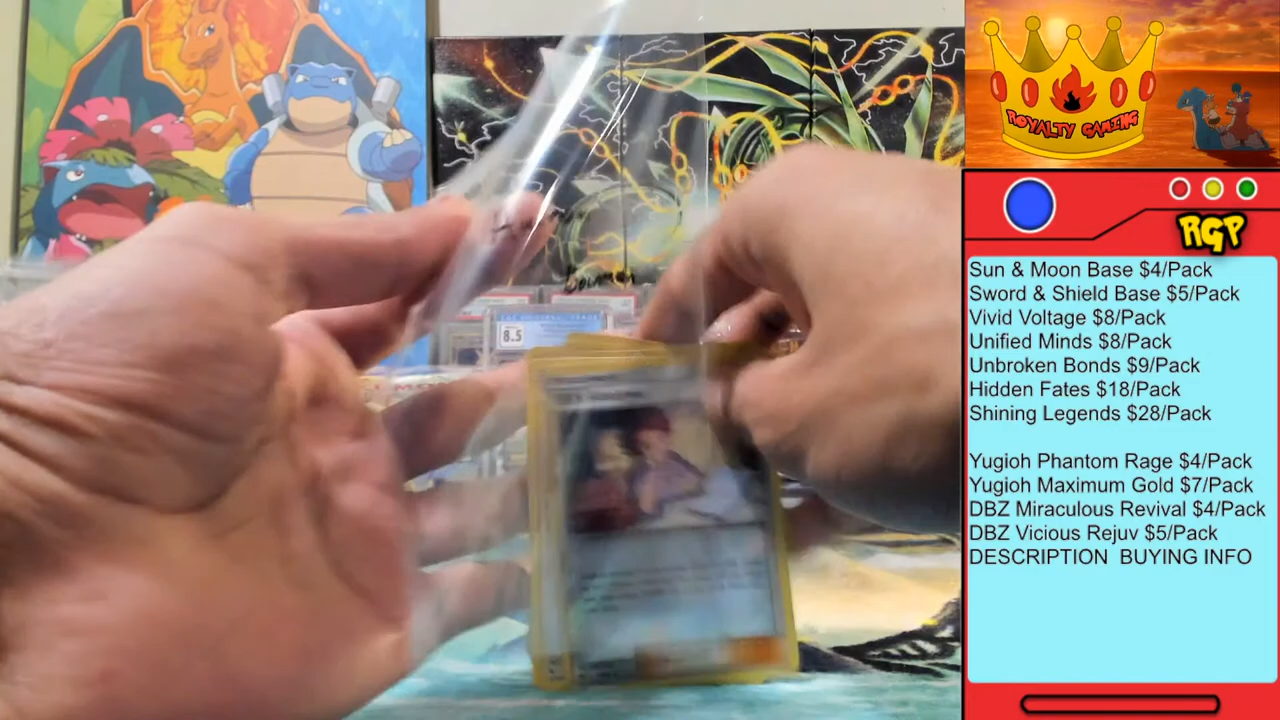 ROYALTY GAMING
RGP
Sun & Moon Base $4/Pack
Sword & Shield Base $5/Pack
Vivid Voltage $8/Pack
Unified Minds $8/Pack
Unbroken Bonds $9/Pack
Hidden Fates $18/Pack
Shining Legends $28/Pack
Yugioh Phantom Rage $4/Pack
Yugioh Maximum Gold $7/Pack
DBZ Miraculous Revival $4/Pack
DBZ Vicious Rejuv $5/Pack
DESCRIPTION BUYING INFO
8.5